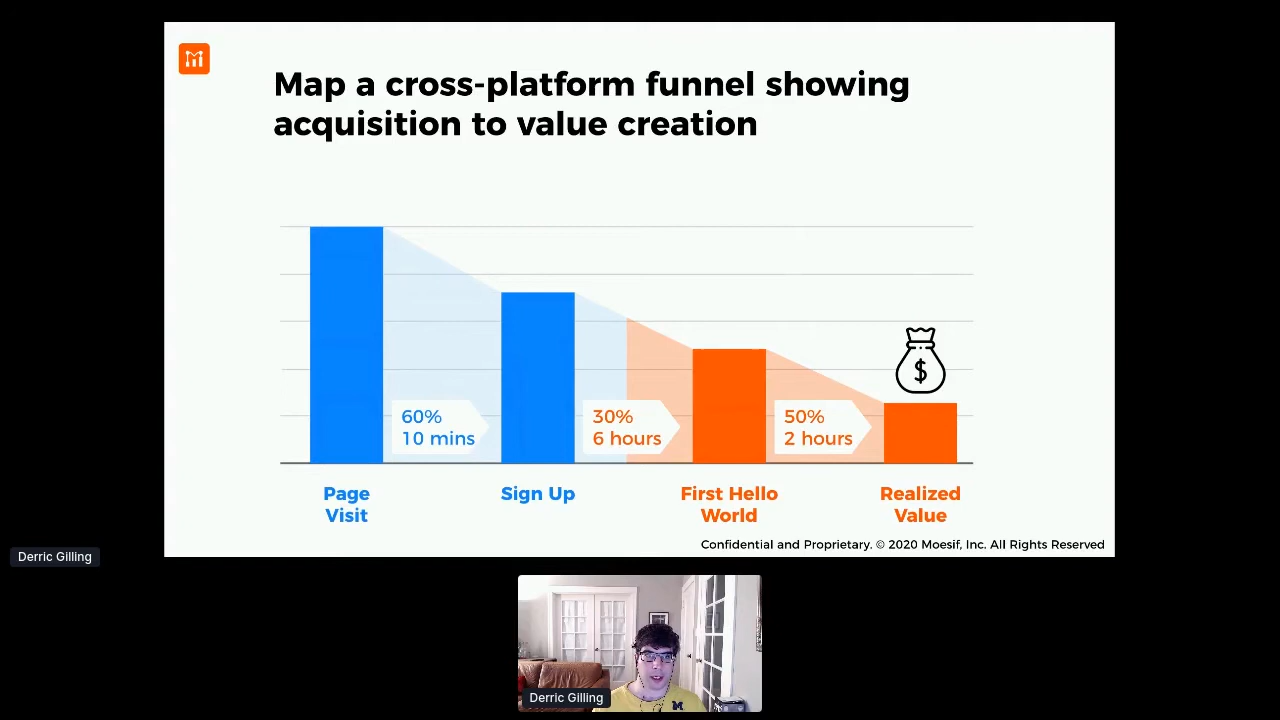 Map a cross-platform funnel showing
acquisition to value creation
60%
10 mins
30%
6 hours
50%
2 hours
$
Page
Visit
Sign Up
First Hello
World
Realized
Value
Confidential and Proprietary. © 2020 Moesif, Inc. All Rights Reserved
Derric Gilling
Derric Gilling
M